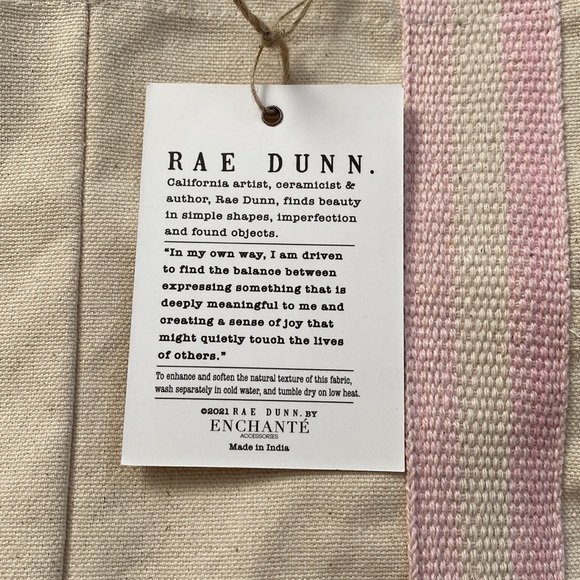 RAE DUNN.
California artist, ceramicist &
author, Rae Dunn, finds beauty
in simple shapes, imperfection
and found objects.
"In my own way, I am driven
to find the balance between
expressing something that is
deeply meaningful to me and
creating a sense of joy that
might quietly touch the lives
of others."
To enhance and soften the natural texture of this fabric,
wash separately in cold water, and tumble dry on low heat.
©2021 RAE DUNN. BY
ENCHANTÉ
ACCESSORIES
Made in India